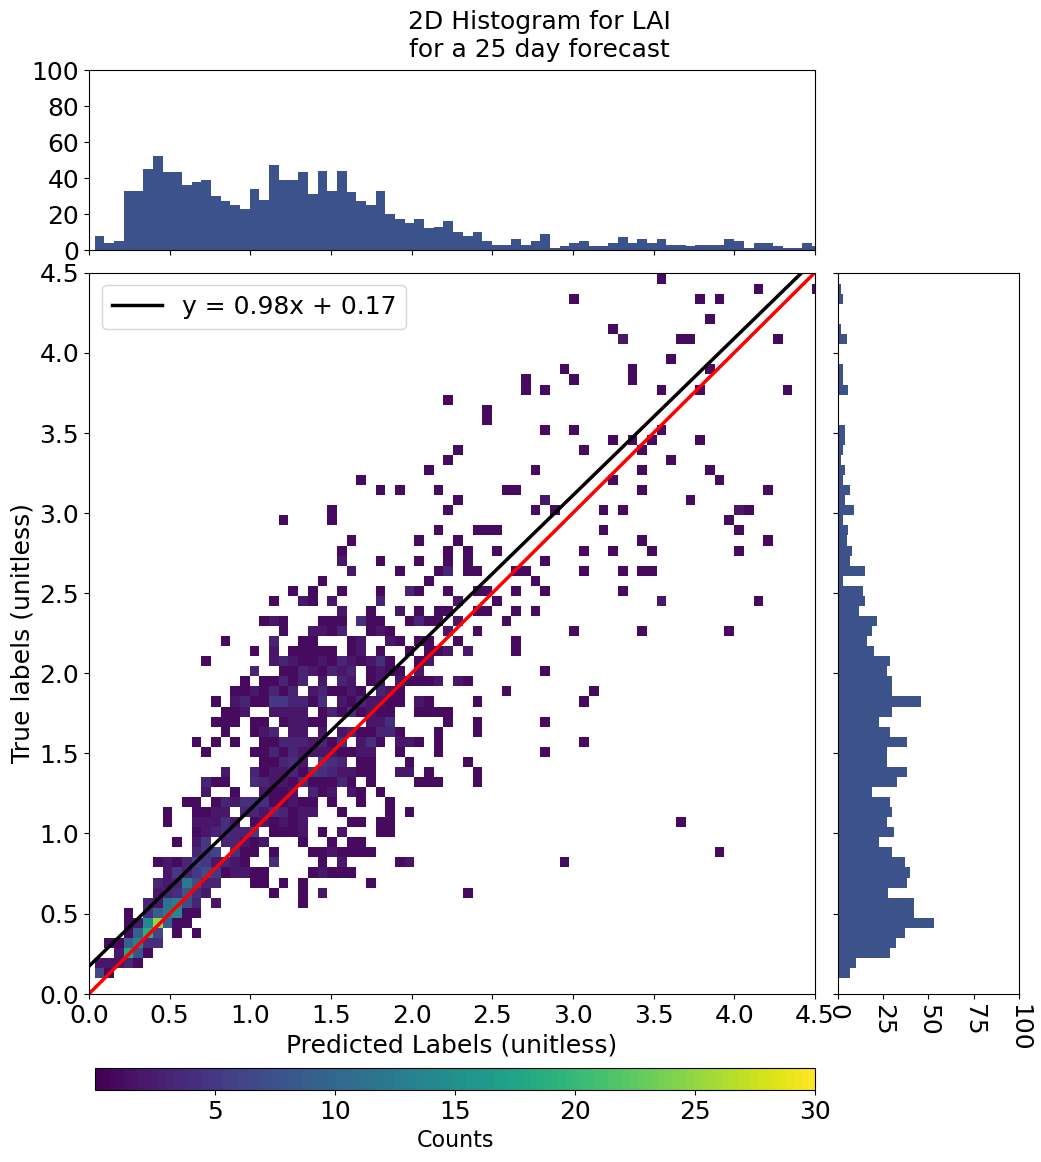 2D Histogram for LAI
for a 25 day forecast
100
80
60
40
20
0
4.5
4.0
3.5
3.0
2.5
2.0
1.5
1.0
0.5
0.0
True labels (unitless)
y = 0.98x + 0.17
0.0 0.5 1.0 1.5 2.0 2.5 3.0 3.5 4.0 4.5
Predicted Labels (unitless)
0 25 50 75 100
5 10 15 20 25 30
Counts